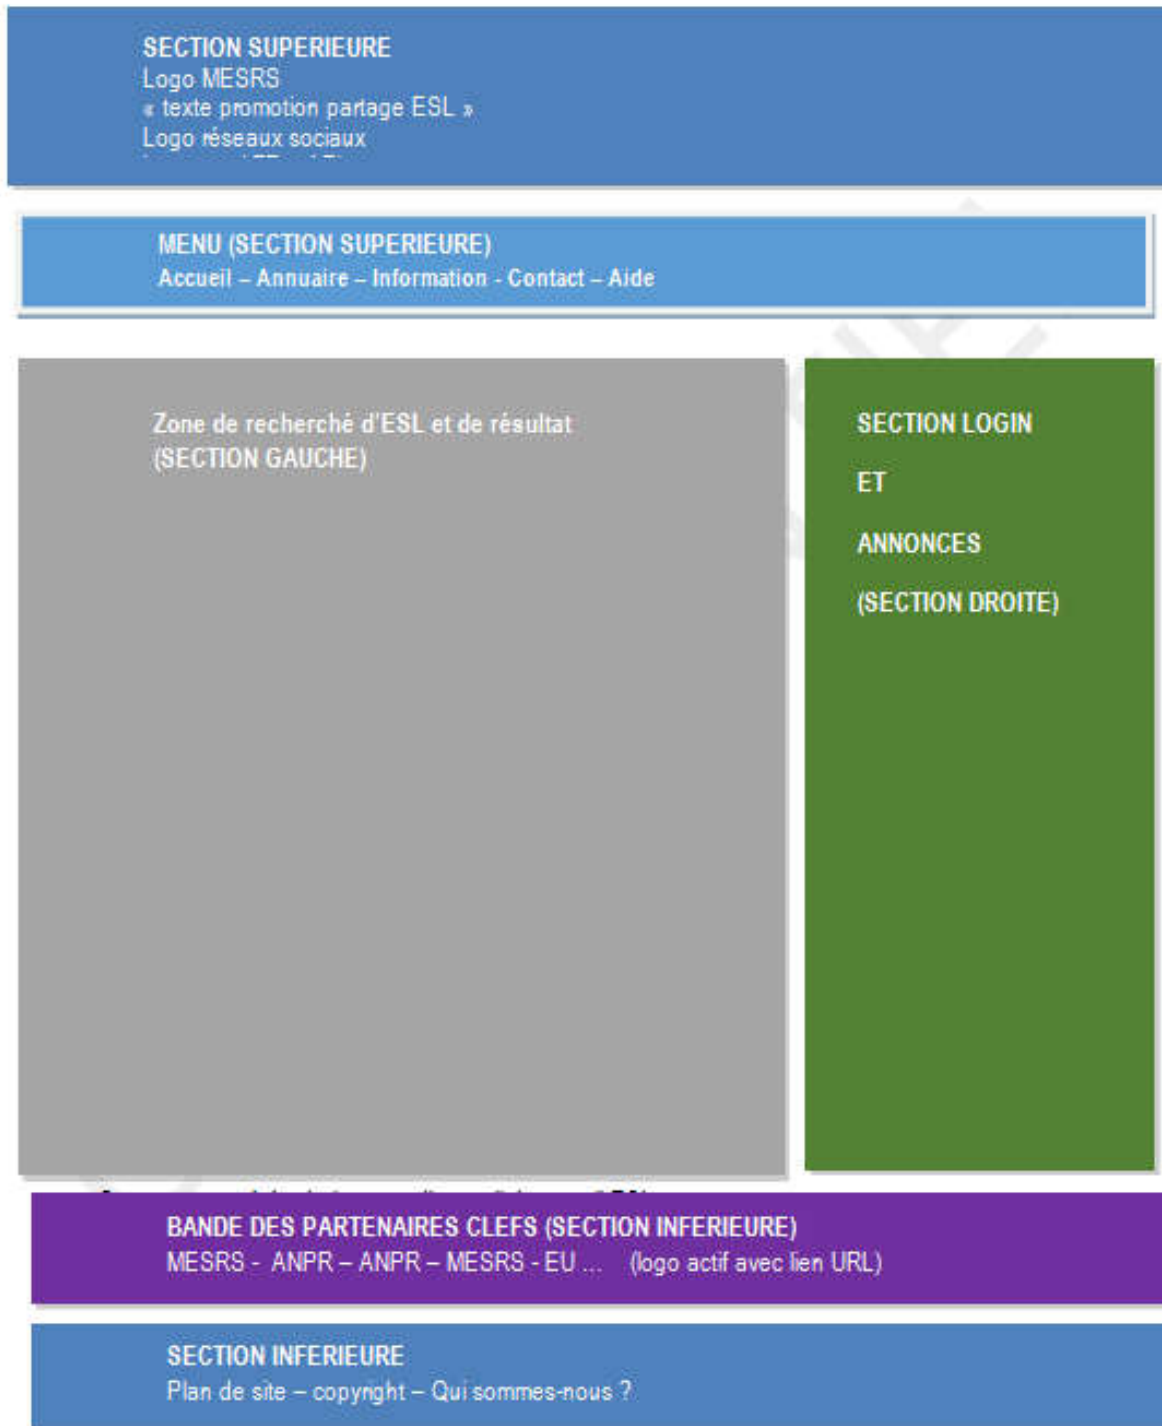 SECTION SUPERIEURE
Logo MESRS
« texte promotion partage ESL »
Logo réseaux sociaux
MENU (SECTION SUPERIEURE)
Accueil – Annuaire – Information - Contact – Aide
Zone de recherché d'ESL et de résultat
(SECTION GAUCHE)
SECTION LOGIN
ET
ANNONCES
(SECTION DROITE)
BANDE DES PARTENAIRES CLEFS (SECTION INFERIEURE)
MESRS - ANPR – ANPR – MESRS - EU ... (logo actif avec lien URL)
SECTION INFERIEURE
Plan de site – copyright – Qui sommes-nous ?